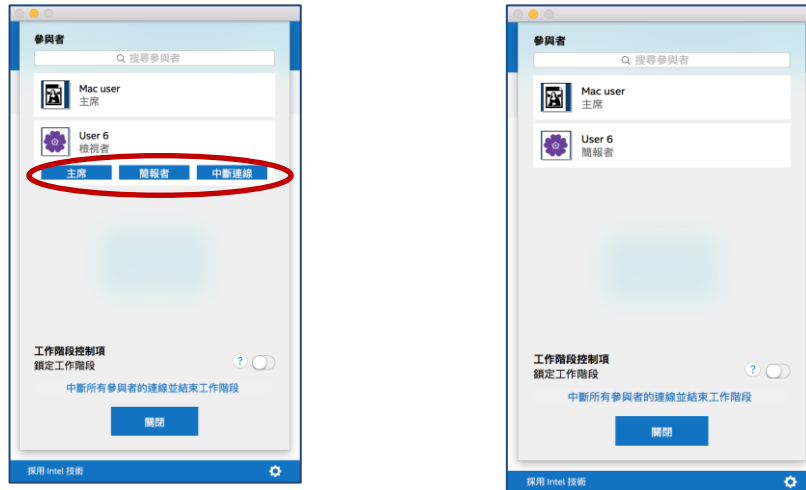 參與者
搜尋參與者
Mac user
主席
User 6
檢視者
主席 簡報者 中斷連線
工作階段控制項
鎖定工作階段 ?
中斷所有參與者的連線並結束工作階段
關閉
採用 Intel 技術
參與者
搜尋參與者
Mac user
主席
User 6
簡報者
工作階段控制項
鎖定工作階段 ?
中斷所有參與者的連線並結束工作階段
關閉
採用 Intel 技術